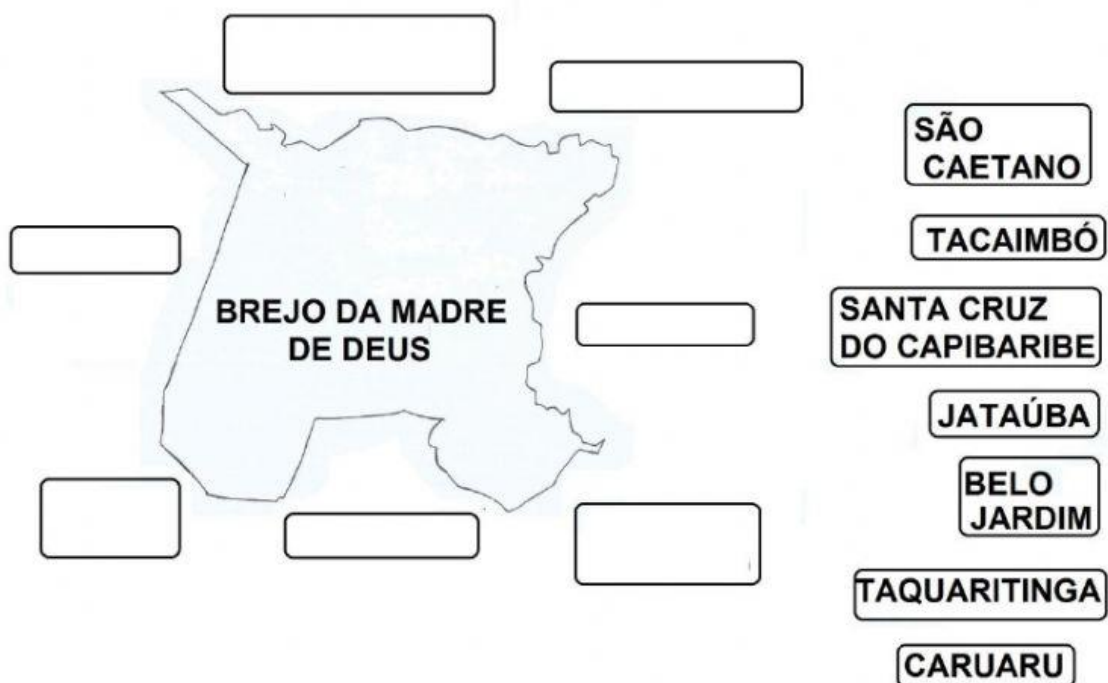 BREJO DA MADRE
DE DEUS
SÃO
CAETANO
TACAIMBÓ
SANTA CRUZ
DO CAPIBARIBE
JATAÚBA
BELO
JARDIM
TAQUARITINGA
CARUARU